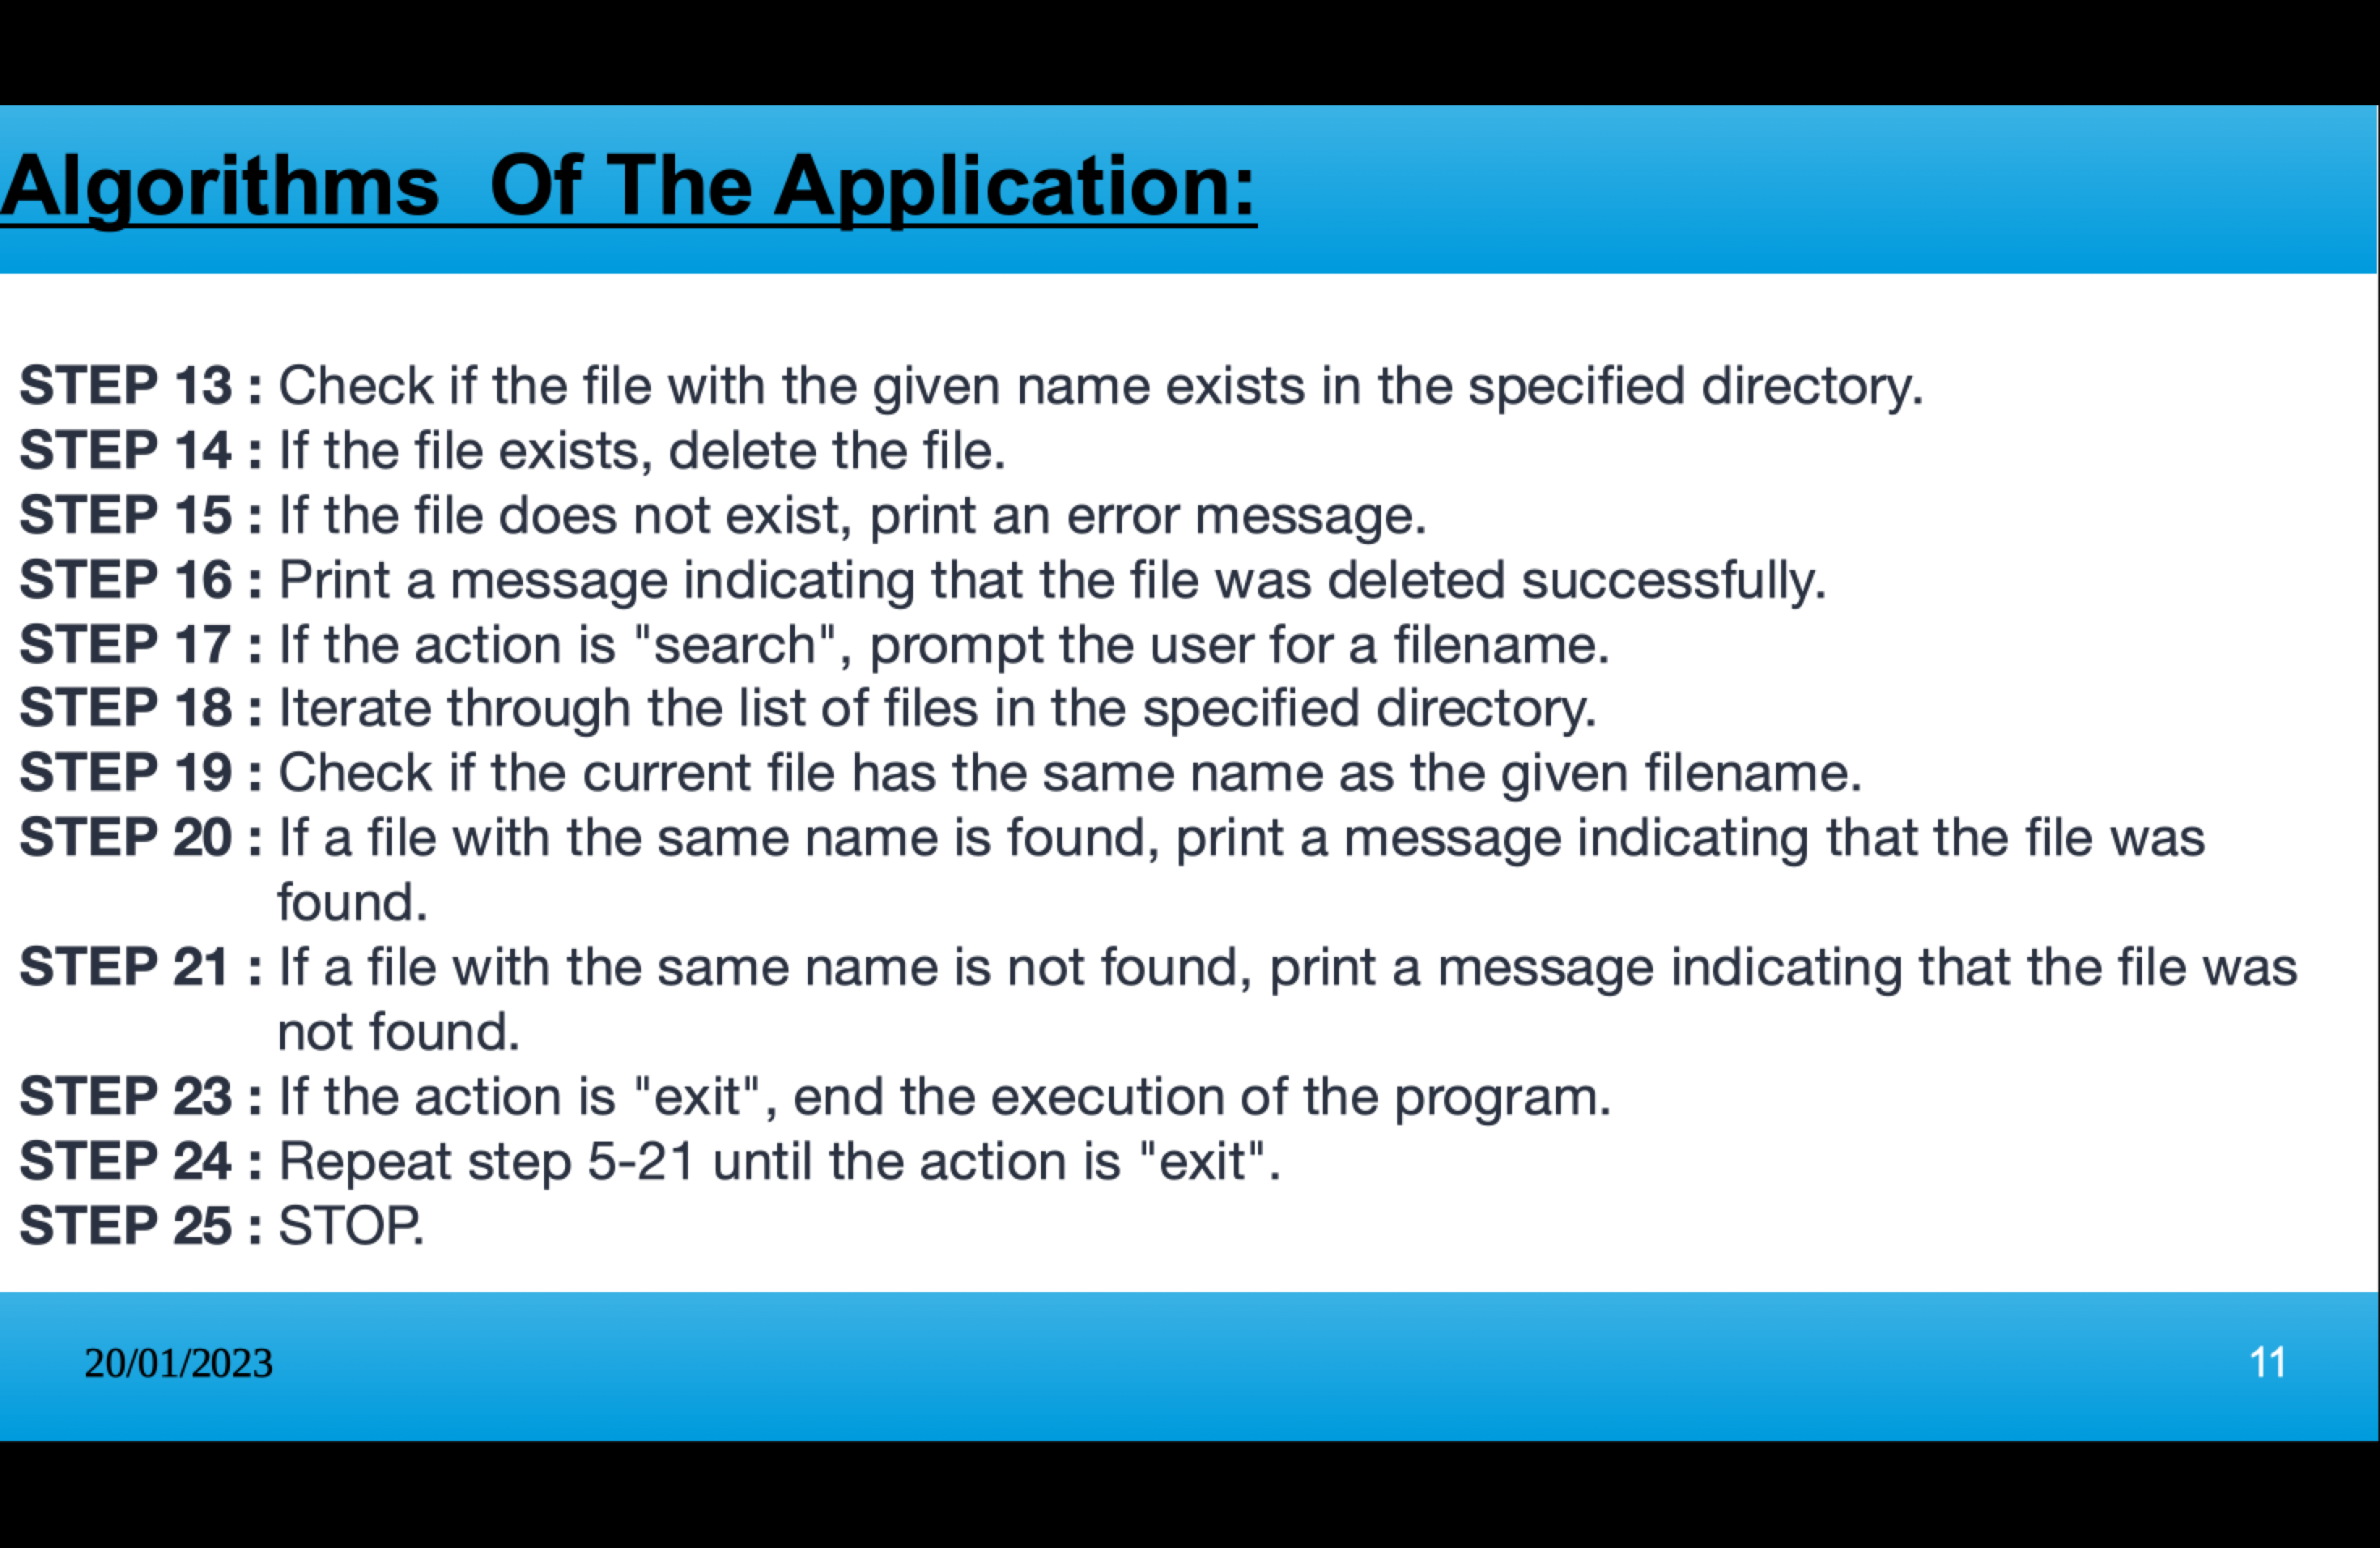 Algorithms Of The Application:
STEP 13 : Check if the file with the given name exists in the specified directory.
STEP 14 : If the file exists, delete the file.
STEP 15 : If the file does not exist, print an error message.
STEP 16 : Print a message indicating that the file was deleted successfully.
STEP 17 : If the action is "search", prompt the user for a filename.
STEP 18 : Iterate through the list of files in the specified directory.
STEP 19 : Check if the current file has the same name as the given filename.
STEP 20 : If a file with the same name is found, print a message indicating that the file was
found.
STEP 21 : If a file with the same name is not found, print a message indicating that the file was
not found.
STEP 23 : If the action is "exit", end the execution of the program.
STEP 24 : Repeat step 5-21 until the action is "exit".
STEP 25 : STOP.
20/01/2023
11